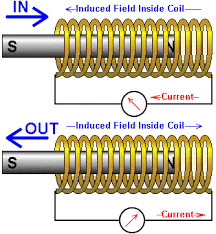 IN
<-Induced Field Inside Coil-
S N
<Current-
OUT
-Induced Field Inside Coil->
S N
-Current->